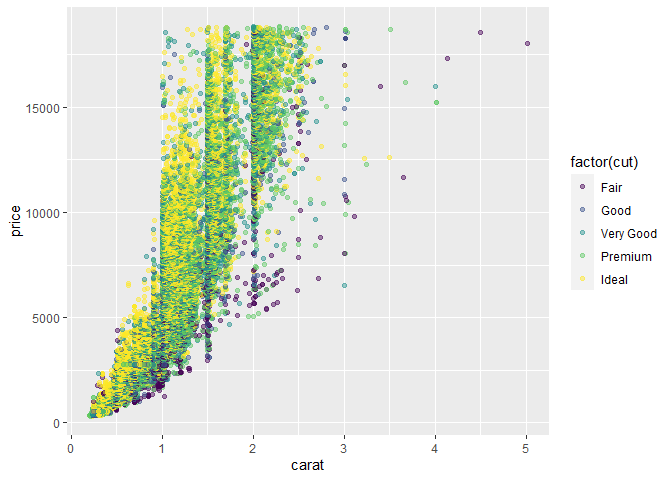 15000
10000
5000
0
price
0 1 2 3 4 5
carat
factor(cut)
Fair
Good
Very Good
Premium
Ideal